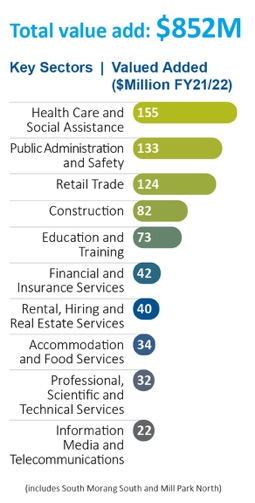 Total value add: $852M
Key Sectors | Valued Added
($Million FY21/22)
Health Care and
Social Assistance
155
Public Administration
and Safety
133
Retail Trade
124
Construction
82
Education and
Training
73
Financial and
Insurance Services
42
Rental, Hiring and
Real Estate Services
40
Accommodation
and Food Services
34
Professional,
Scientific and
Technical Services
32
Information
Media and
Telecommunications
22
(includes South Morang South and Mill Park North)